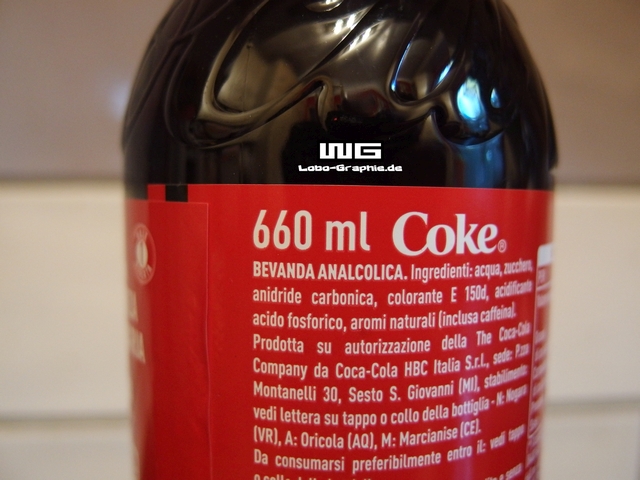 WG
Lobo-Graphie.de
660 ml Coke®
BEVANDA ANALCOLICA. Ingredienti: acqua, zucchero,
anidride carbonica, colorante E 150d, acidificante
acido fosforico, aromi naturali (inclusa caffeina).
Prodotta su autorizzazione della The Coca-Cola
Company da Coca-Cola HBC Italia S.r.l., sede: P.zza
Montanelli 30, Sesto S. Giovanni (MI), stabilimento
vedi lettera su tappo o collo della bottiglia - N: Nogara
(VR), A: Oricola (AQ), M: Marcianise (CE).
Da consumarsi preferibilmente entro il: vedi tappo